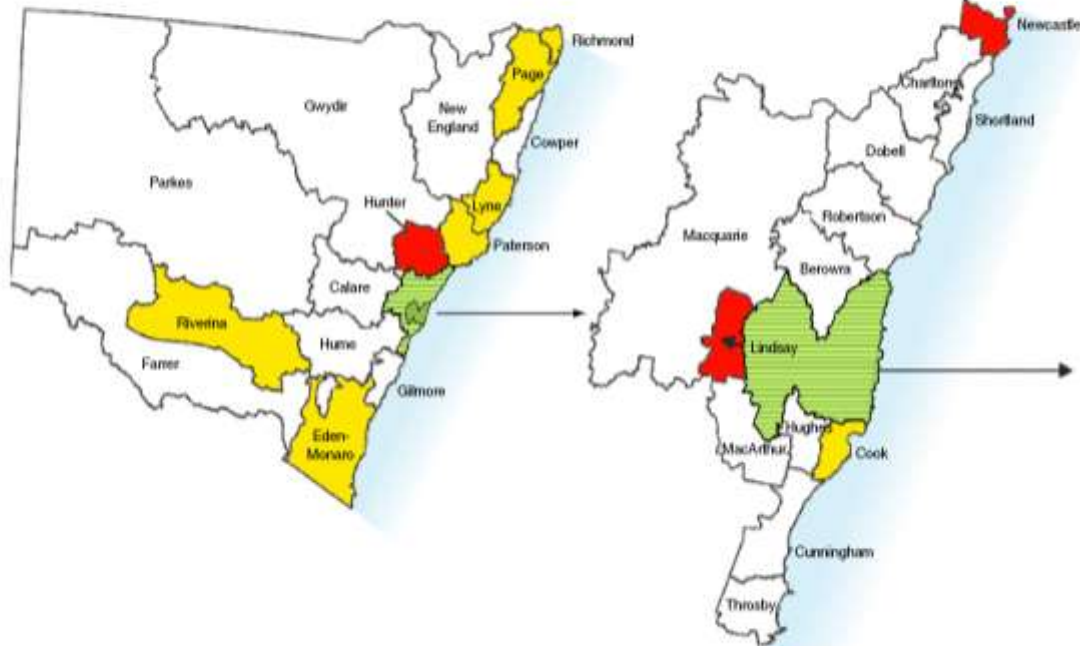 Richmond
Page
Gwydir
New
England
Cowper
Parkes
Hunter
Lyne
Paterson
Calare
Riverina
Hume
Farrer
Gilmore
Eden-
Monaro
Newcastle
Charlton
Shortland
Dobell
Robertson
Macquarie
Berowra
Lindsay
Hughes
MacArthur
Cook
Cunningham
Throsby